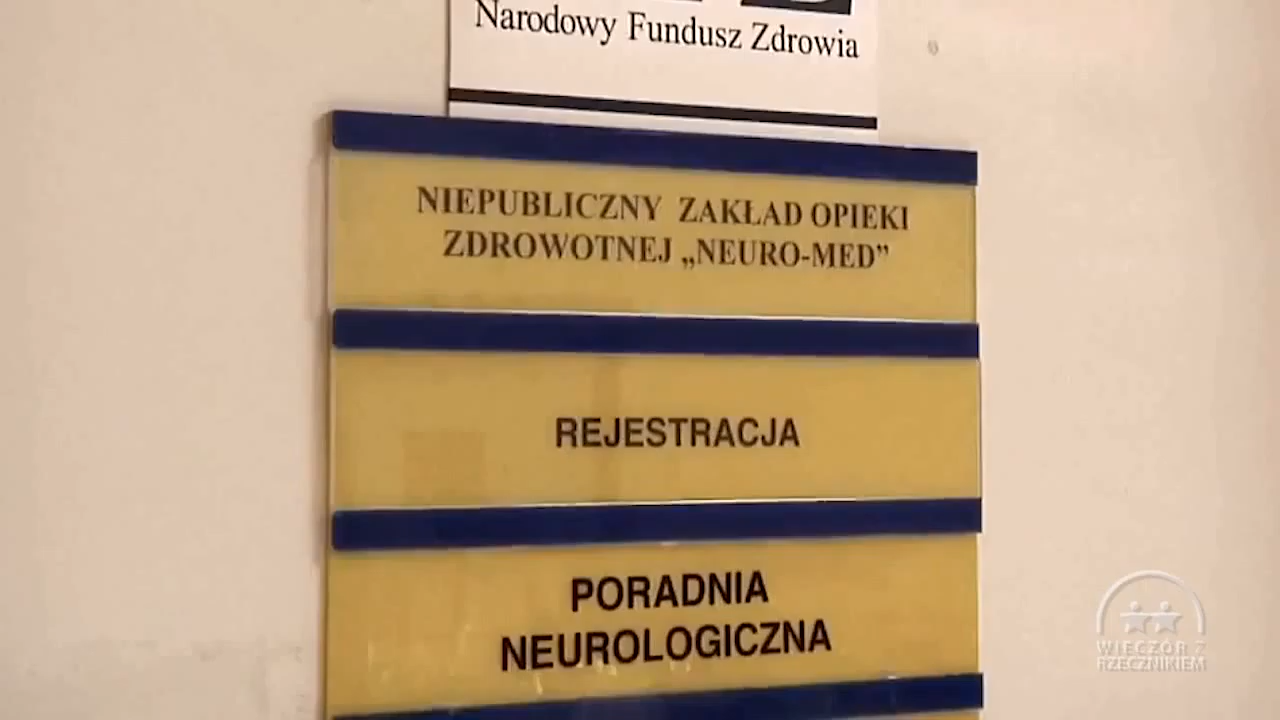 Narodowy Fundusz Zdrowia
NIEPUBLICZNY ZAKŁAD OPIEKI
ZDROWOTNEJ „NEURO-MED”
REJESTRACJA
PORADNIA
NEUROLOGICZNA
WIECZÓR Z
RZECZNIKIEM